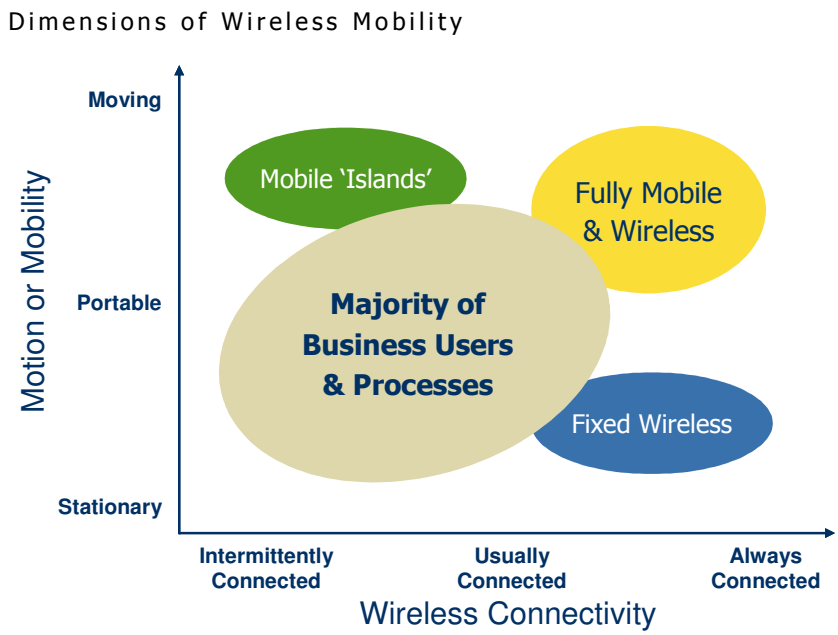 Dimensions of Wireless Mobility
Moving
Mobile ‘Islands’
Fully Mobile
& Wireless
Motion or Mobility
Portable
Majority of
Business Users
& Processes
Fixed Wireless
Stationary
Intermittently
Connected
Usually
Connected
Always
Connected
Wireless Connectivity